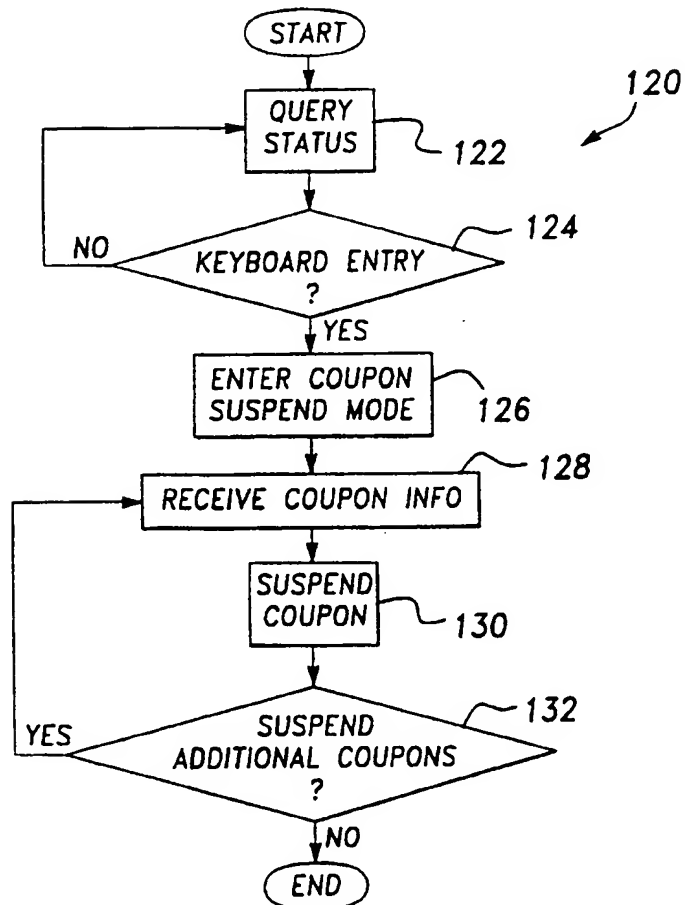 START
120
QUERY
STATUS
122
124
NO
KEYBOARD ENTRY
?
YES
ENTER COUPON
SUSPEND MODE
126
128
RECEIVE COUPON INFO
SUSPEND
COUPON
130
132
YES
SUSPEND
ADDITIONAL COUPONS
?
NO
END